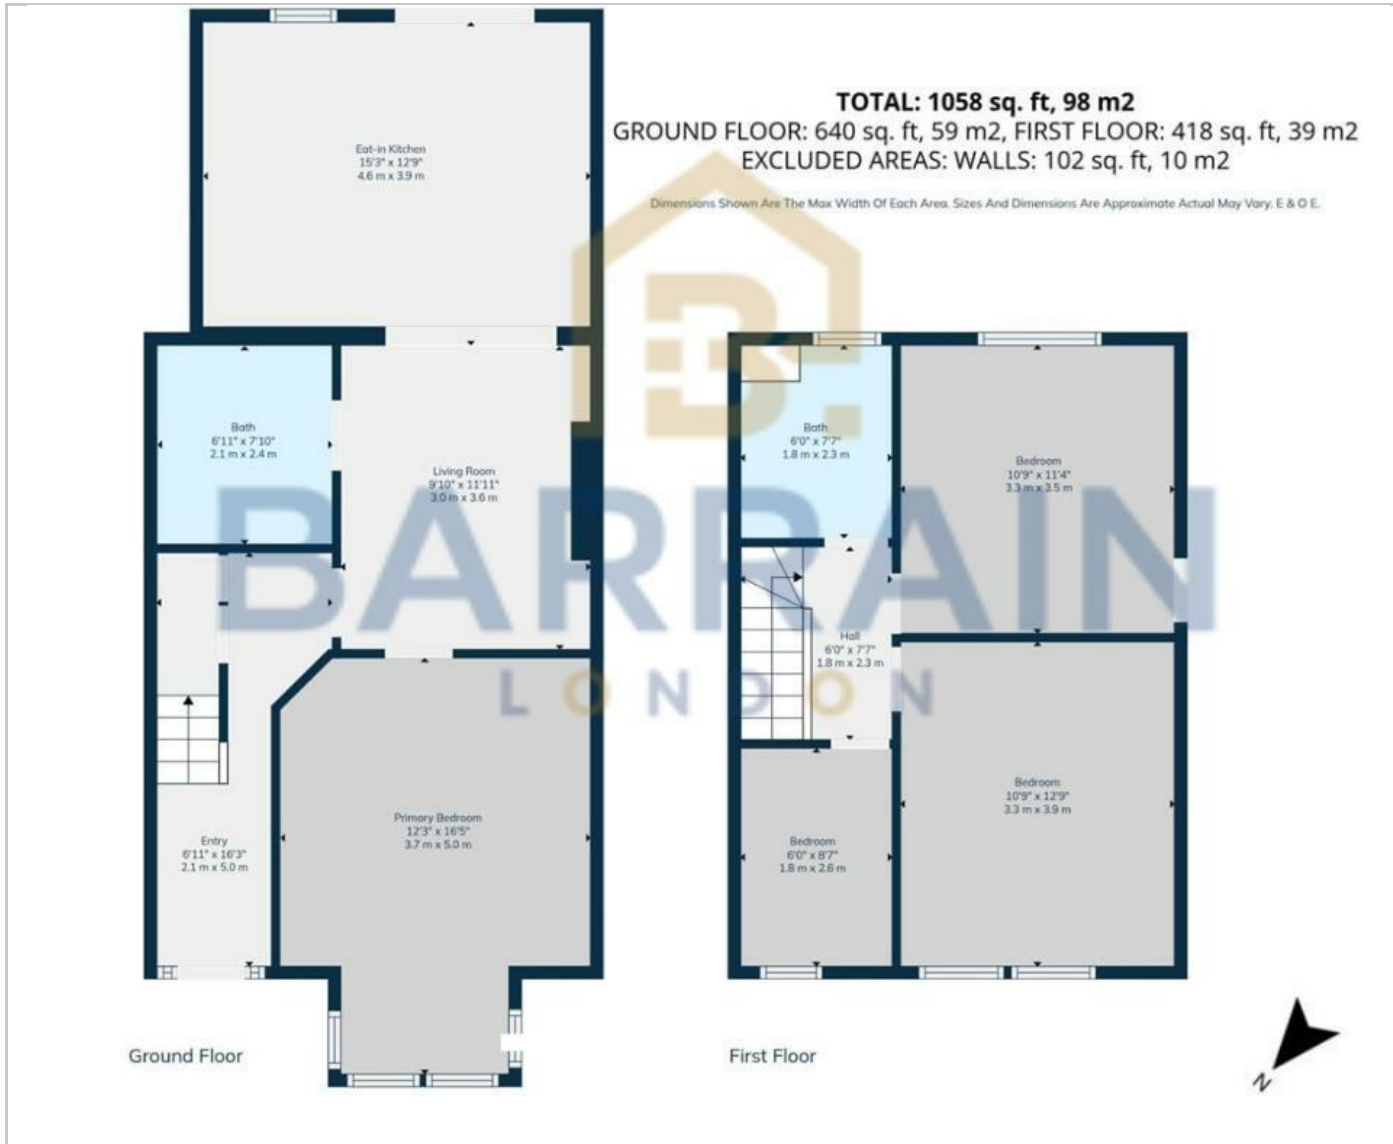 TOTAL: 1058 sq. ft, 98 m2
GROUND FLOOR: 640 sq. ft, 59 m2, FIRST FLOOR: 418 sq. ft, 39 m2
EXCLUDED AREAS: WALLS: 102 sq. ft, 10 m2
Dimensions Shown Are The Max Width Of Each Area. Sizes And Dimensions Are Approximate Actual May Vary. E & O E.
Eat-in Kitchen
15'3" x 12'9"
4.6 m x 3.9 m
Bath
6'11" x 7'10"
2.1 m x 2.4 m
Living Room
9'10" x 11'11"
3.0 m x 3.6 m
Primary Bedroom
12'3" x 16'5"
3.7 m x 5.0 m
Entry
6'11" x 16'3"
2.1 m x 5.0 m
Ground Floor
Bath
6'0" x 7'7"
1.8 m x 2.3 m
Bedroom
10'9" x 11'4"
3.3 m x 3.5 m
Hall
6'0" x 7'7"
1.8 m x 2.3 m
Bedroom
10'9" x 12'9"
3.3 m x 3.9 m
Bedroom
6'0" x 8'7"
1.8 m x 2.6 m
First Floor
B
BARRAIN
LONDON
N